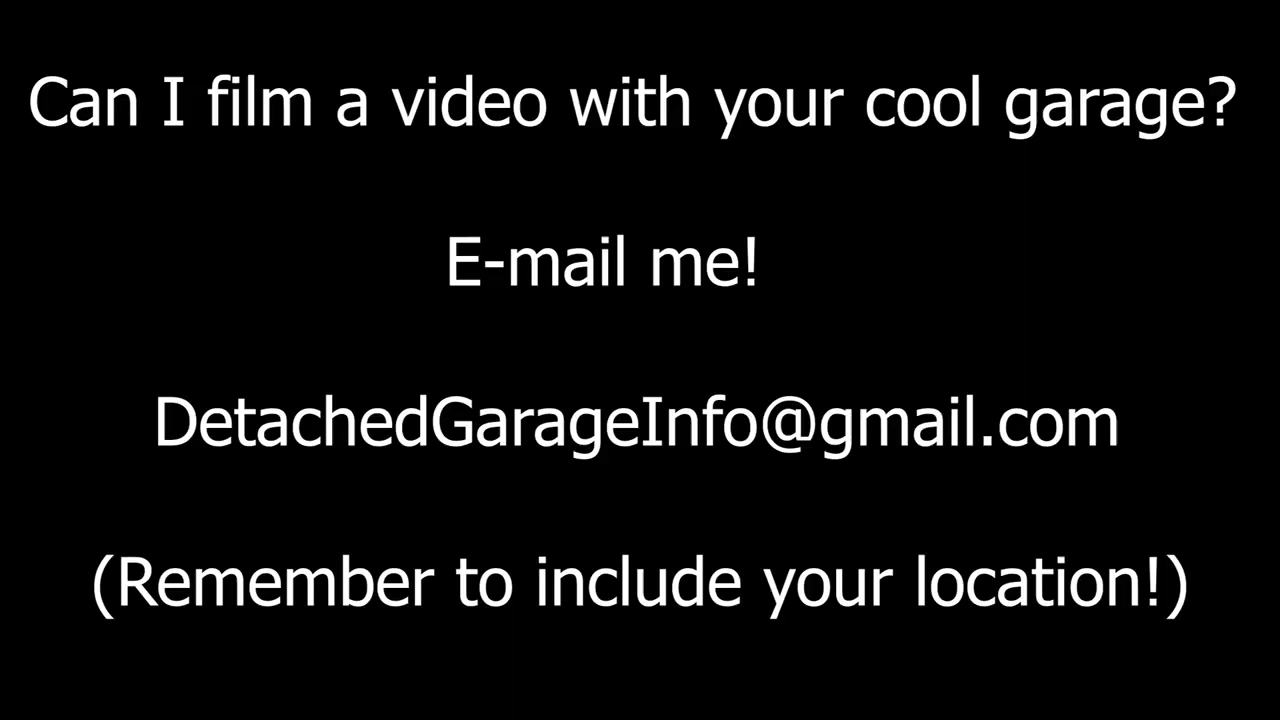 Can I film a video with your cool garage?
E-mail me!
DetachedGarageInfo@gmail.com
(Remember to include your location!)